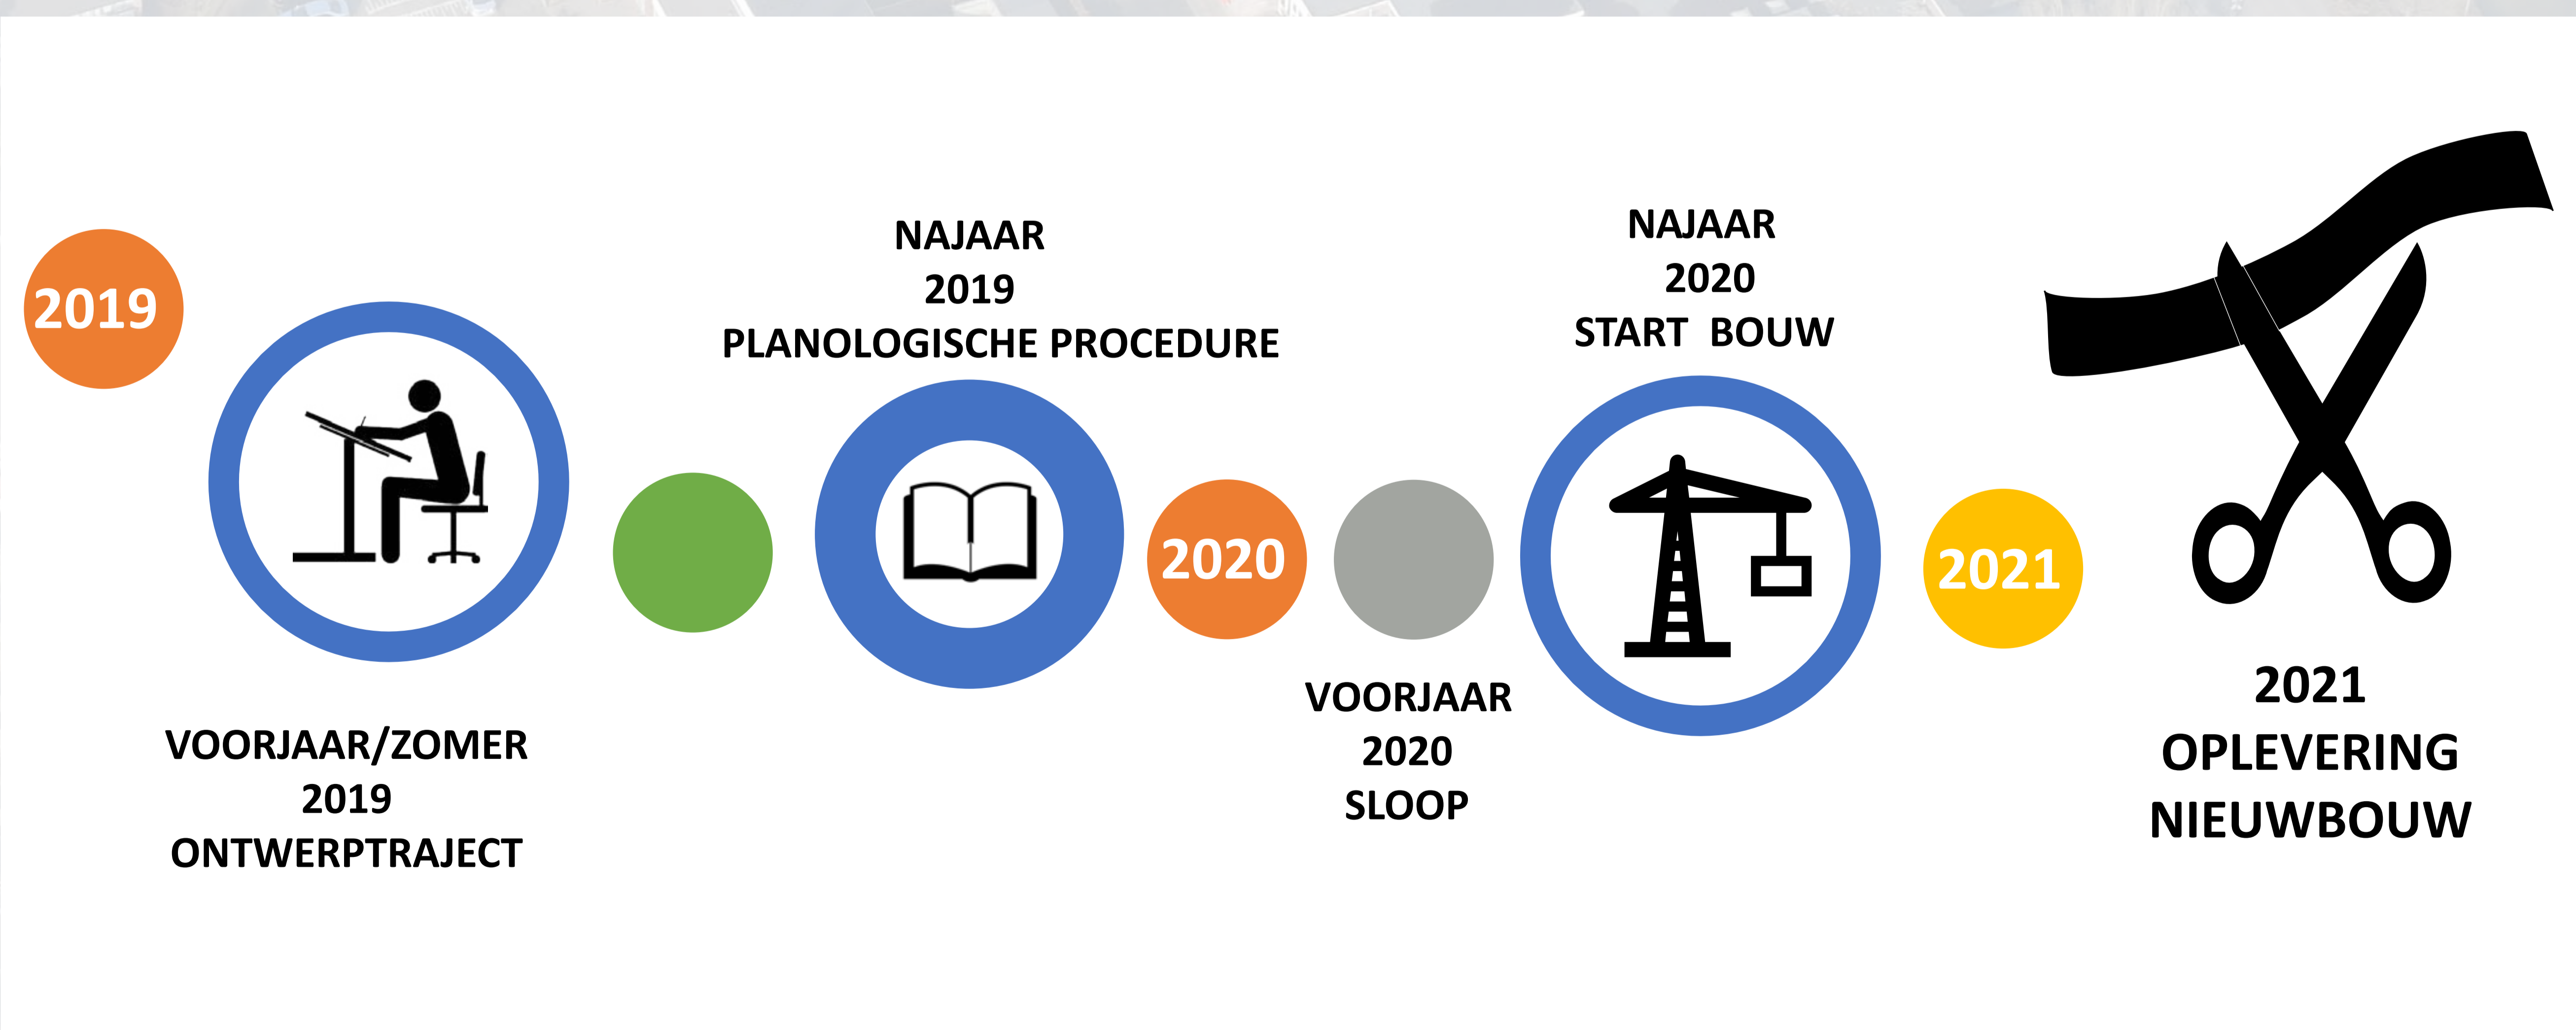 2019
VOORJAAR/ZOMER
2019
ONTWERPTRAJECT
NAJAAR
2019
PLANOLOGISCHE PROCEDURE
2020
VOORJAAR
2020
SLOOP
NAJAAR
2020
START BOUW
2021
2021
OPLEVERING
NIEUWBOUW